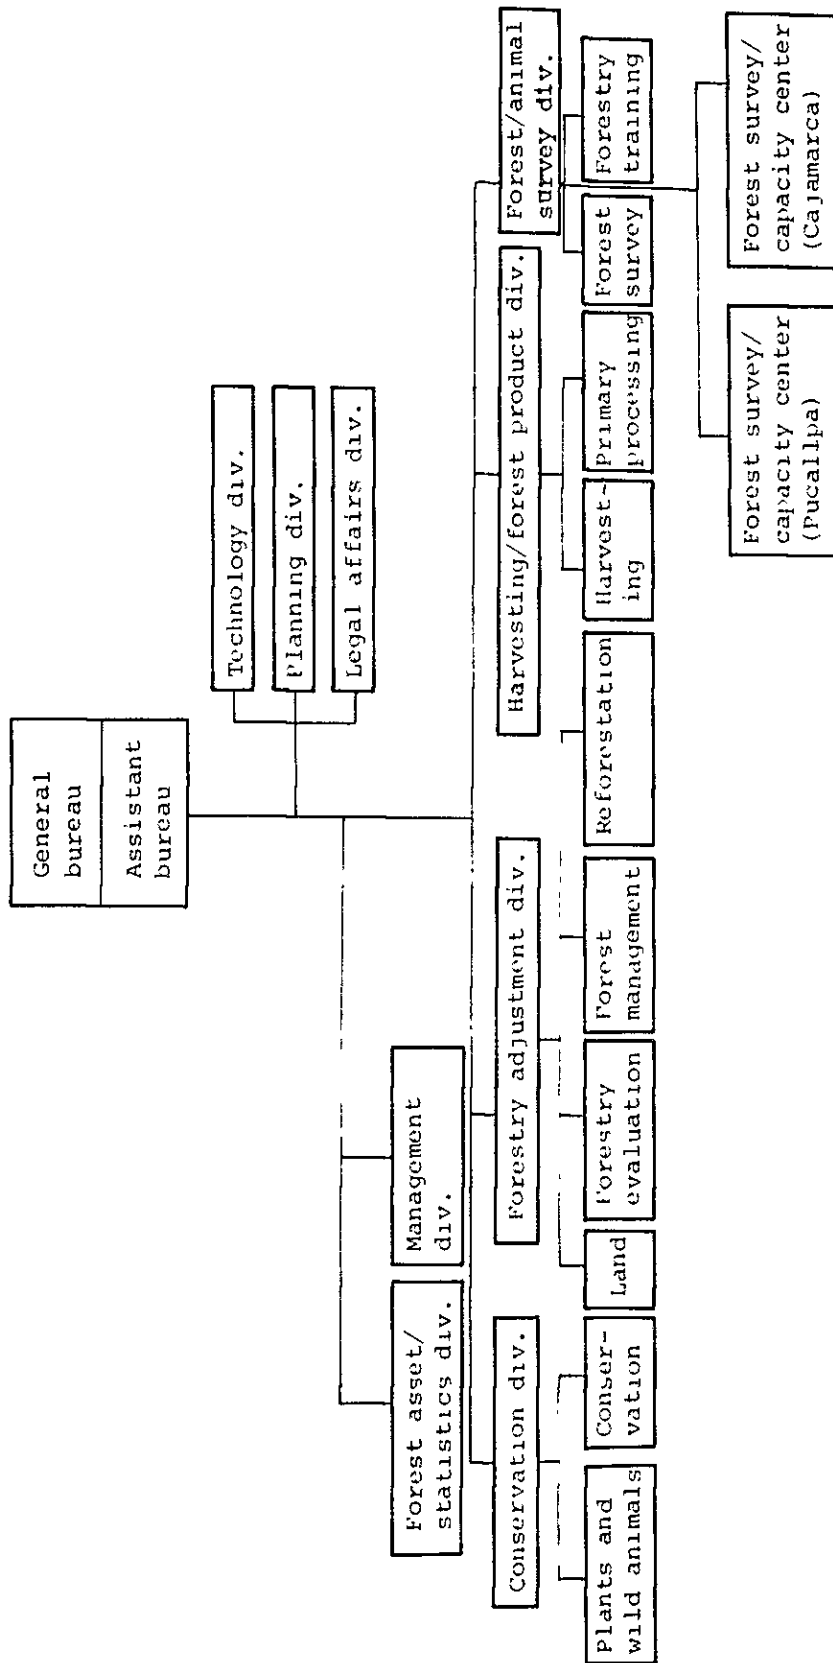 General
bureau
Assistant
bureau
Technology div.
Planning div.
Legal affairs div.
Forest asset/
statistics div.
Management
div.
Conservation div.
Forestry adjustment div.
Harvesting/forest product div.
Forest/animal
survey div.
Plants and
wild animals
Conser-
vation
Land
Forestry
evaluation
Forest
management
Reforestation
Harvest-
ing
Primary
processing
Forest
survey
Forestry
training
Forest survey/
capacity center
(Pucallpa)
Forest survey/
capacity center
(Cajamarca)